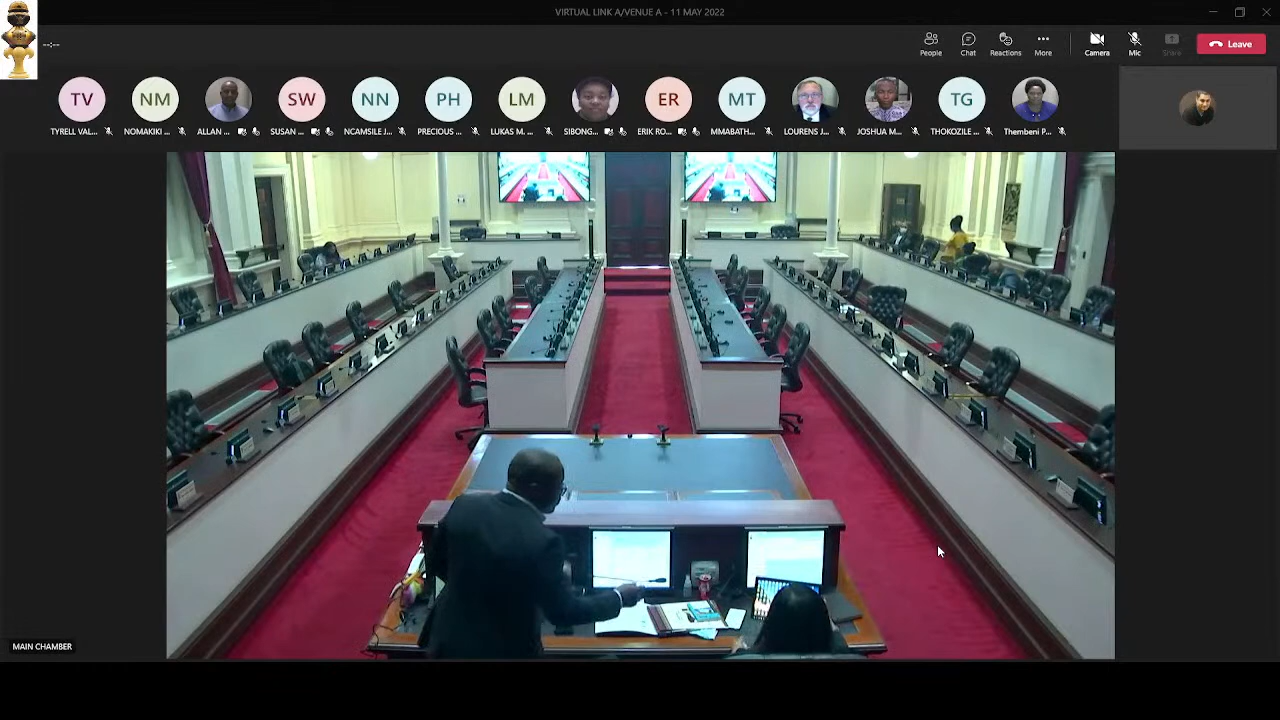 VIRTUAL LINK A/VENUE A - 11 MAY 2022
--:--
People
Chat
Reactions
More
Camera
Mic
Share
Leave
TV
NM
SW
NN
PH
LM
ER
MT
TG
TYRELL VAL...
NOMAKIKI ...
ALLAN ...
SUSAN ...
NCAMSILE J...
PRECIOUS ...
LUKAS M. ...
SIBONG...
ERIK RO...
MMABATH...
LOURENS J...
JOSHUA M...
THOKOZILE ...
Thembeni P...
MAIN CHAMBER